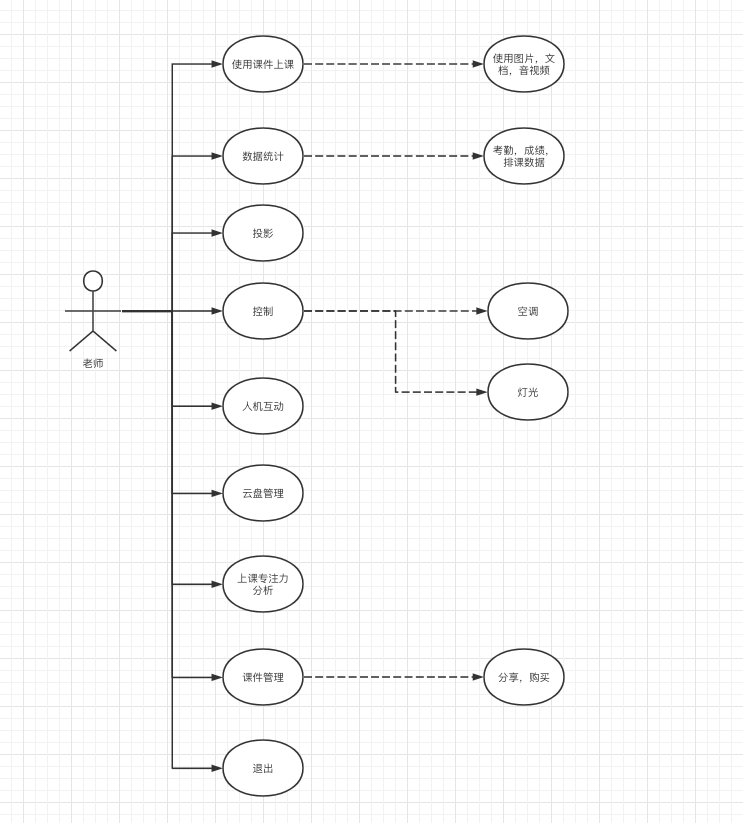 使用课件上课
使用图片，文
档，音视频
数据统计
考勤，成绩，
排课数据
投影
控制
空调
老师
灯光
人机互动
云盘管理
上课专注力
分析
课件管理
分享，购买
退出